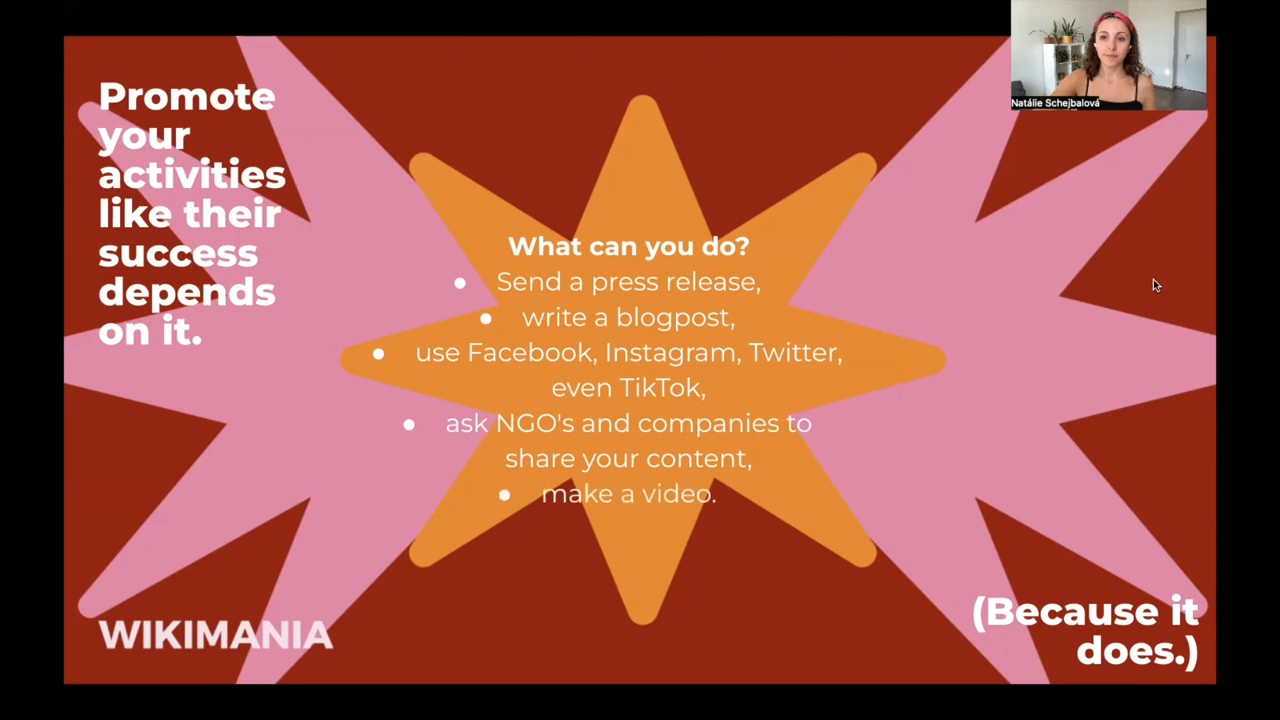 Promote
your
activities
like their
success
depends
on it.
Natálie Schejbalová
What can you do?
● Send a press release,
● write a blogpost,
● use Facebook, Instagram, Twitter,
even TikTok,
● ask NGO's and companies to
share your content,
● make a video.
WIKIMANIA
(Because it
does.)